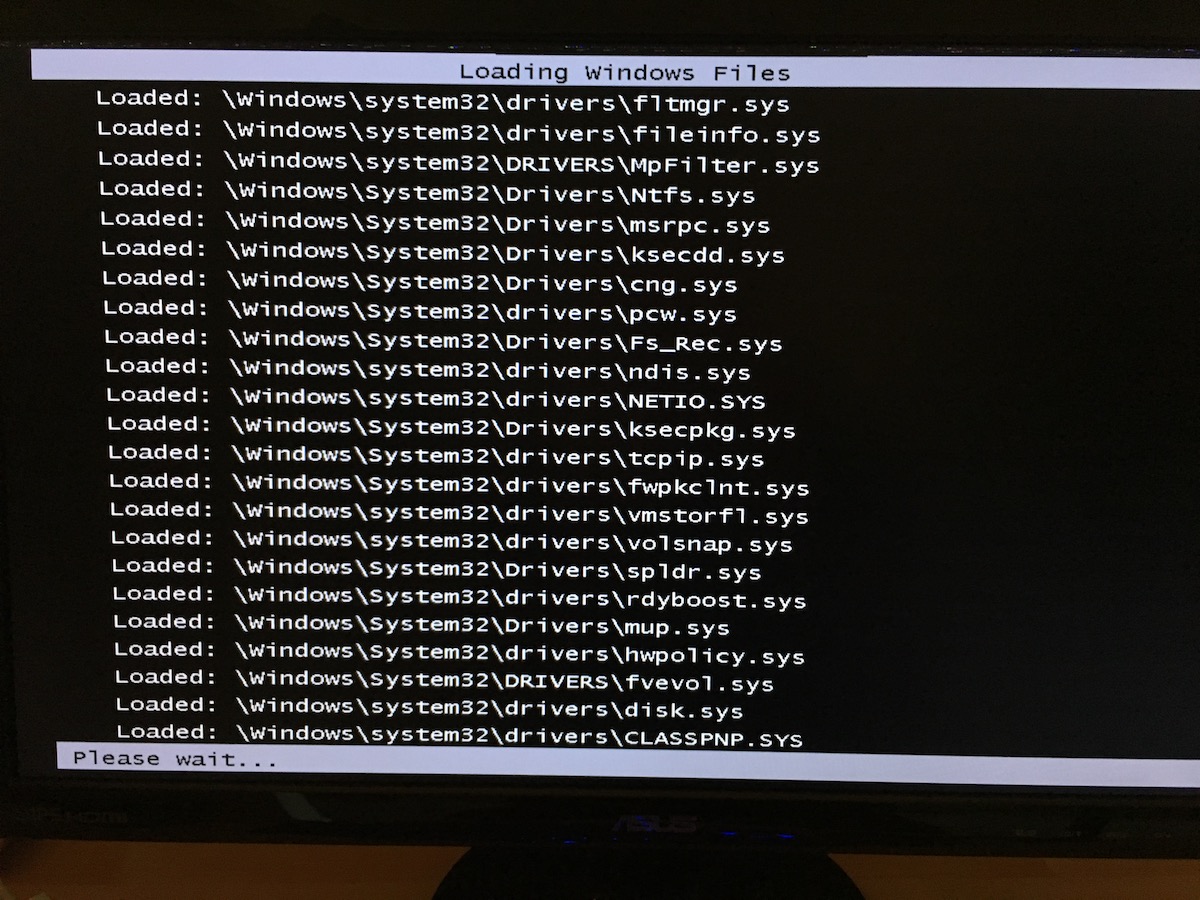 Loading Windows Files
Loaded: \Windows\system32\drivers\fltmgr.sys
Loaded: \Windows\system32\drivers\fileinfo.sys
Loaded: \Windows\system32\DRIVERS\MpFilter.sys
Loaded: \Windows\System32\Drivers\Ntfs.sys
Loaded: \Windows\System32\Drivers\msrpc.sys
Loaded: \Windows\System32\Drivers\ksecdd.sys
Loaded: \Windows\System32\Drivers\cng.sys
Loaded: \Windows\System32\drivers\pcw.sys
Loaded: \Windows\System32\Drivers\Fs_Rec.sys
Loaded: \Windows\system32\drivers\ndis.sys
Loaded: \Windows\system32\drivers\NETIO.SYS
Loaded: \Windows\System32\Drivers\ksecpkg.sys
Loaded: \Windows\System32\drivers\tcpip.sys
Loaded: \Windows\System32\drivers\fwpkclnt.sys
Loaded: \Windows\system32\drivers\vmstorfl.sys
Loaded: \Windows\system32\drivers\volsnap.sys
Loaded: \Windows\System32\Drivers\spldr.sys
Loaded: \Windows\System32\drivers\rdyboost.sys
Loaded: \Windows\System32\Drivers\mup.sys
Loaded: \Windows\System32\drivers\hwpolicy.sys
Loaded: \Windows\System32\DRIVERS\fvevol.sys
Loaded: \Windows\system32\drivers\disk.sys
Loaded: \Windows\system32\drivers\CLASSPNP.SYS
Please wait...
HDMI
ASUS